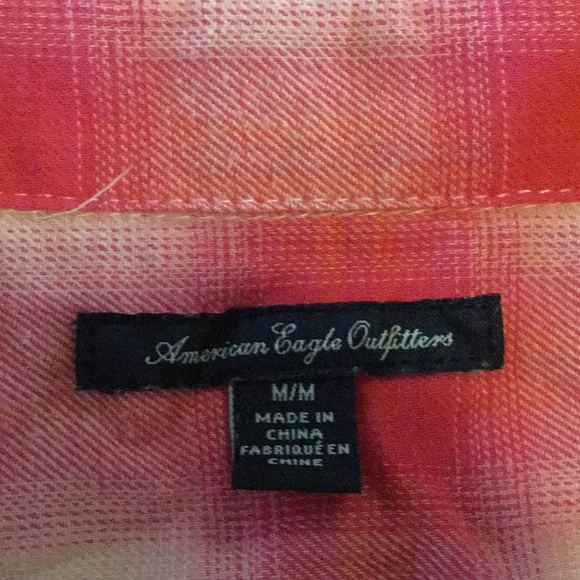 American Eagle Outfitters
M/M
MADE IN
CHINA
FABRIQUÉ EN
CHINE